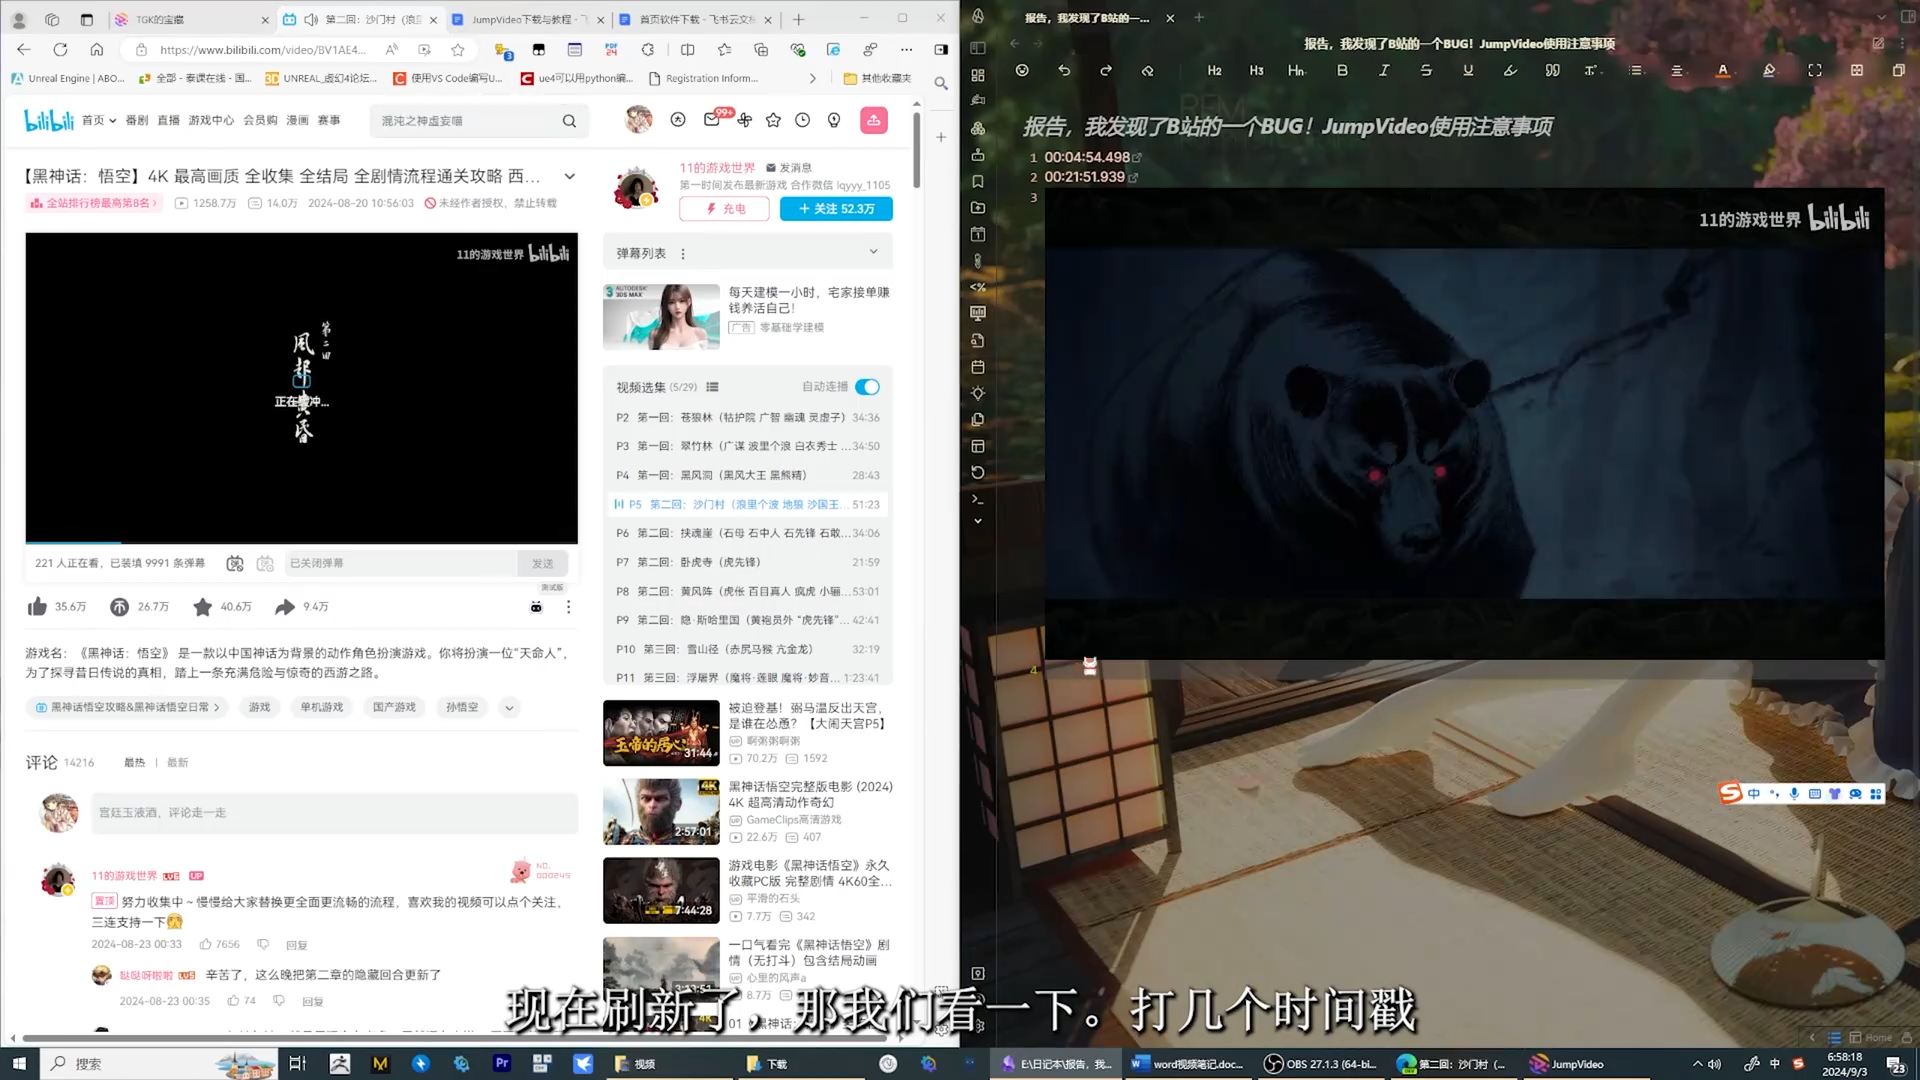 TGK的宝藏
第二回：沙门村（浪里
JumpVideo下载与教程 - 飞
首页软件下载 - 飞书云文档
https://www.bilibili.com/video/BV1AE4...
Unreal Engine | ABO...
全部 - 泰课在线 - 国...
UNREAL_虚幻4论坛...
使用VS Code编写U...
ue4可以用python编...
Registration Inform...
其他收藏夹
bilibili
首页
番剧
直播
游戏中心
会员购
漫画
赛事
混沌之神虚妄喵
99+
【黑神话：悟空】4K 最高画质 全收集 全结局 全剧情流程通关攻略 西...
全站排行榜最高第8名 >
1258.7万
14.0万
2024-08-20 10:56:03
未经作者授权，禁止转载
11的游戏世界
发消息
第一时间发布最新游戏 合作微信 lqyyy_1105
充电
+ 关注 52.3万
11的游戏世界 bilibili
第二回
正在缓冲...
221 人正在看，已装填 9991 条弹幕
已关闭弹幕
发送
测试版
35.6万
26.7万
40.6万
9.4万
游戏名：《黑神话：悟空》 是一款以中国神话为背景的动作角色扮演游戏。你将扮演一位“天命人”，
为了探寻昔日传说的真相，踏上一条充满危险与惊奇的西游之路。
黑神话悟空攻略&黑神话悟空日常 >
游戏
单机游戏
国产游戏
孙悟空
评论 14216
最热 | 最新
宫廷玉液酒，评论走一走
11的游戏世界 UP
NO.
000245
置顶 努力收集中 ~ 慢慢给大家替换更全面更流畅的流程，喜欢我的视频可以点个关注，
三连支持一下
2024-08-23 00:33
7656
回复
哒哒呀啦啦 辛苦了，这么晚把第二章的隐藏回合更新了
2024-08-23 00:35
74
回复
弹幕列表
AUTODESK
3DS MAX
每天建模一小时，宅家接单赚
钱养活自己！
广告 零基础学建模
视频选集 (5/29)
自动连播
P2 第一回：苍狼林（牯护院 广智 幽魂 灵虚子） 34:36
P3 第一回：翠竹林（广谋 波里个浪 白衣秀士 ... 34:50
P4 第一回：黑风洞（黑风大王 黑熊精） 28:43
P5 第二回：沙门村（浪里个波 地狼 沙国王... 51:23
P6 第二回：扶魂崖（石母 石中人 石先锋 石敢... 34:06
P7 第二回：卧虎寺（虎先锋） 21:59
P8 第二回：黄风阵（虎伥 百目真人 疯虎 小骊... 53:01
P9 第二回：隐·斯哈里国（黄袍员外 “虎先锋”... 42:41
P10 第三回：雪山径（赤尻马猴 亢金龙） 32:19
P11 第三回：浮屠界（魔将·莲眼 魔将·妙音... 1:23:41
31:44
被迫登基！弼马温反出天宫，
是谁在怂恿？【大闹天宫P5】
啊粥粥啊粥
70.2万
1592
4K
2:57:01
黑神话悟空完整版电影 (2024)
4K 超高清动作奇幻
GameClips高清游戏
22.6万
407
7:44:28
游戏电影《黑神话悟空》永久
收藏PC版 完整剧情 4K60全...
平滑的石头
7.7万
342
3:13:51
一口气看完《黑神话悟空》剧
情（无打斗）包含结局动画
心里的风声a
8.7万
4K
报告，我发现了B站的一...
报告，我发现了B站的一个BUG！JumpVideo使用注意事项
H2 H3 Hn B I S U A
报告，我发现了B站的一个BUG！JumpVideo使用注意事项
1 00:04:54.498
2 00:21:51.939
3
11的游戏世界 bilibili
4
中
Home
现在刷新了，那我们看一下。打几个时间戳
搜索
视频
下载
E:\日记本\报告，我...
word视频笔记.doc...
OBS 27.1.3 (64-bi...
第二回：沙门村（...
JumpVideo
中
6:58:18
2024/9/3
23